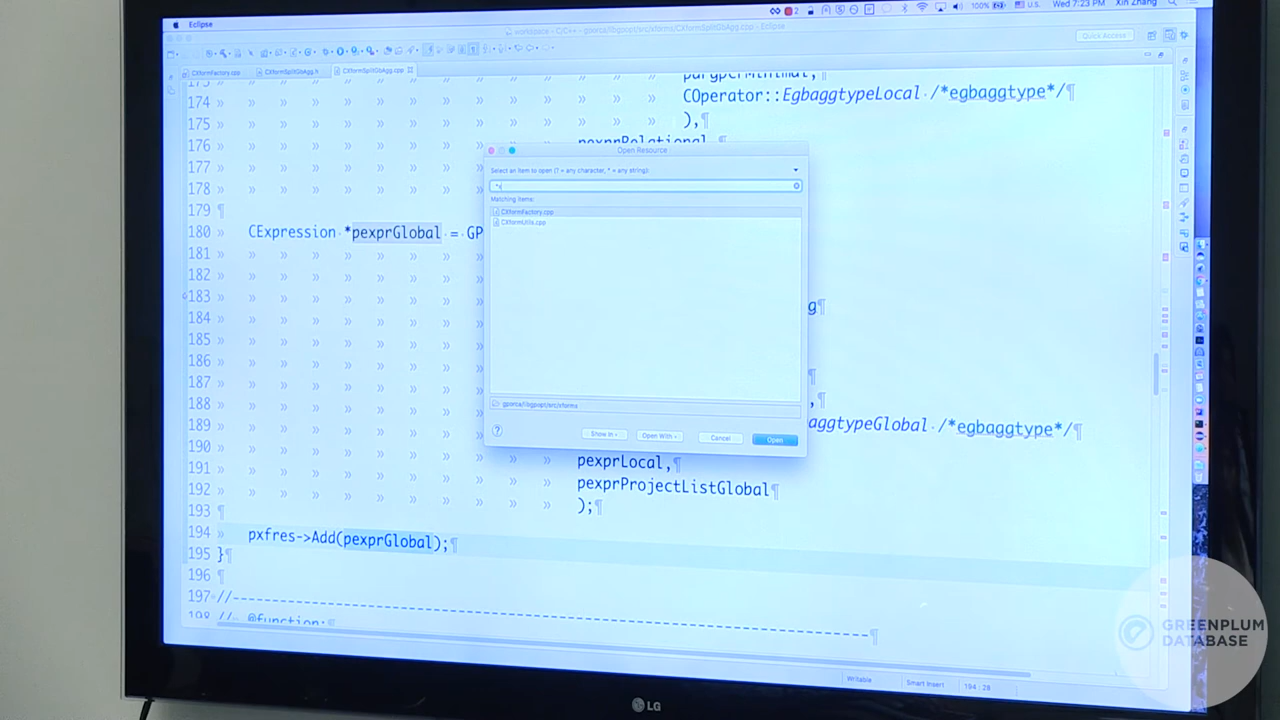 Eclipse
2
100%
U.S.
Wed 7:23 PM Xin Zhang
workspace - C/C++ - gporca/libgpopt/src/xforms/CXformSplitGbAgg.cpp - Eclipse
Quick Access
CXformFactory.cpp
CXformSplitGbAgg.h
CXformSplitGbAgg.cpp
174 COperator::EgbaggtypeLocal /*egbaggtype*/
175 ),
176 pexprRelational
177
178
179
180 CExpression *pexprGlobal = GP
181
182
183
184 g
185
186
187
188 ,
189 aggtypeGlobal /*egbaggtype*/
190 ),
191 pexprLocal,
192 pexprProjectListGlobal
193 );
194 pxfres->Add(pexprGlobal);
195 }
196
197 //------------------------------------------------------------------
198 // @function:
Open Resource
Select an item to open (? = any character, * = any string):
Matching items:
CXformFactory.cpp
CXformUtils.cpp
gporca/libgpopt/src/xforms
?
Show In
Open With
Cancel
Open
Writable
Smart Insert
194 : 28
LG
GREENPLUM
DATABASE